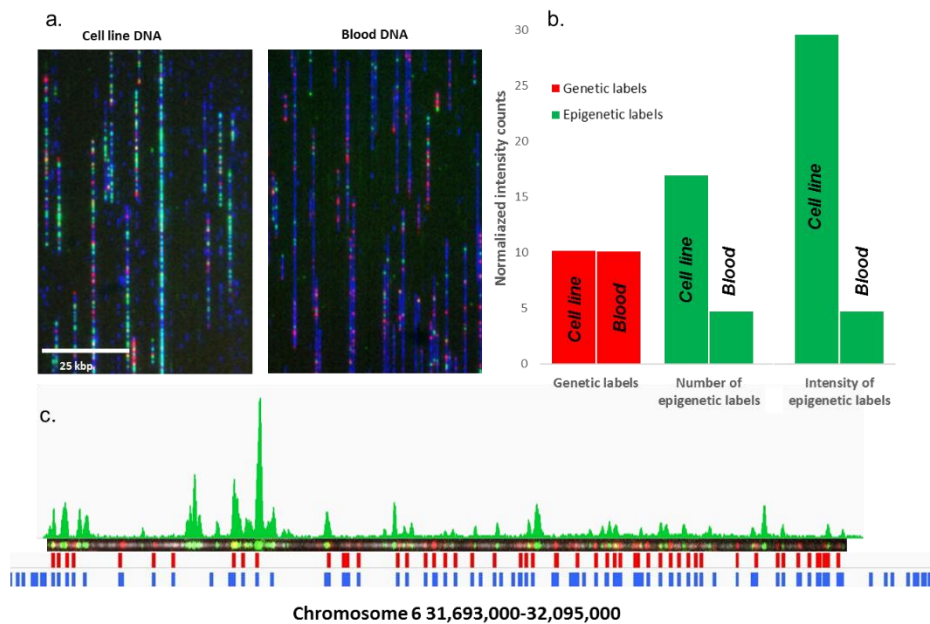 a.
Cell line DNA
Blood DNA
25 kbp
b.
Normaliazed intensity counts
30
25
20
15
10
5
0
Genetic labels
Epigenetic labels
Cell line
Blood
Cell line
Blood
Cell line
Blood
Genetic labels
Number of
epigenetic labels
Intensity of
epigenetic labels
c.
Chromosome 6 31,693,000-32,095,000